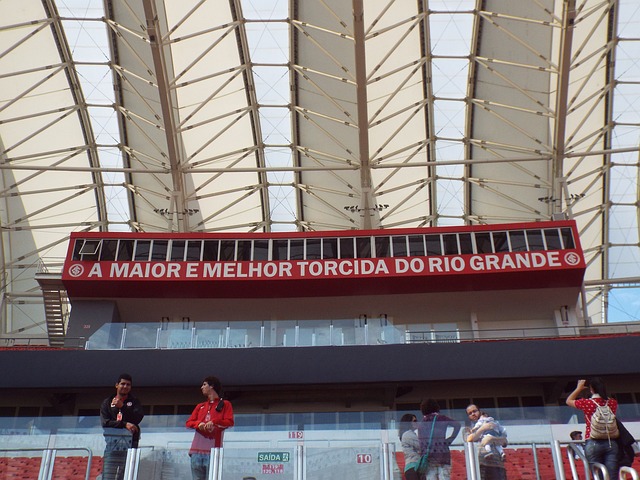 A MAIOR E MELHOR TORCIDA DO RIO GRANDE
119
SAÍDA
10